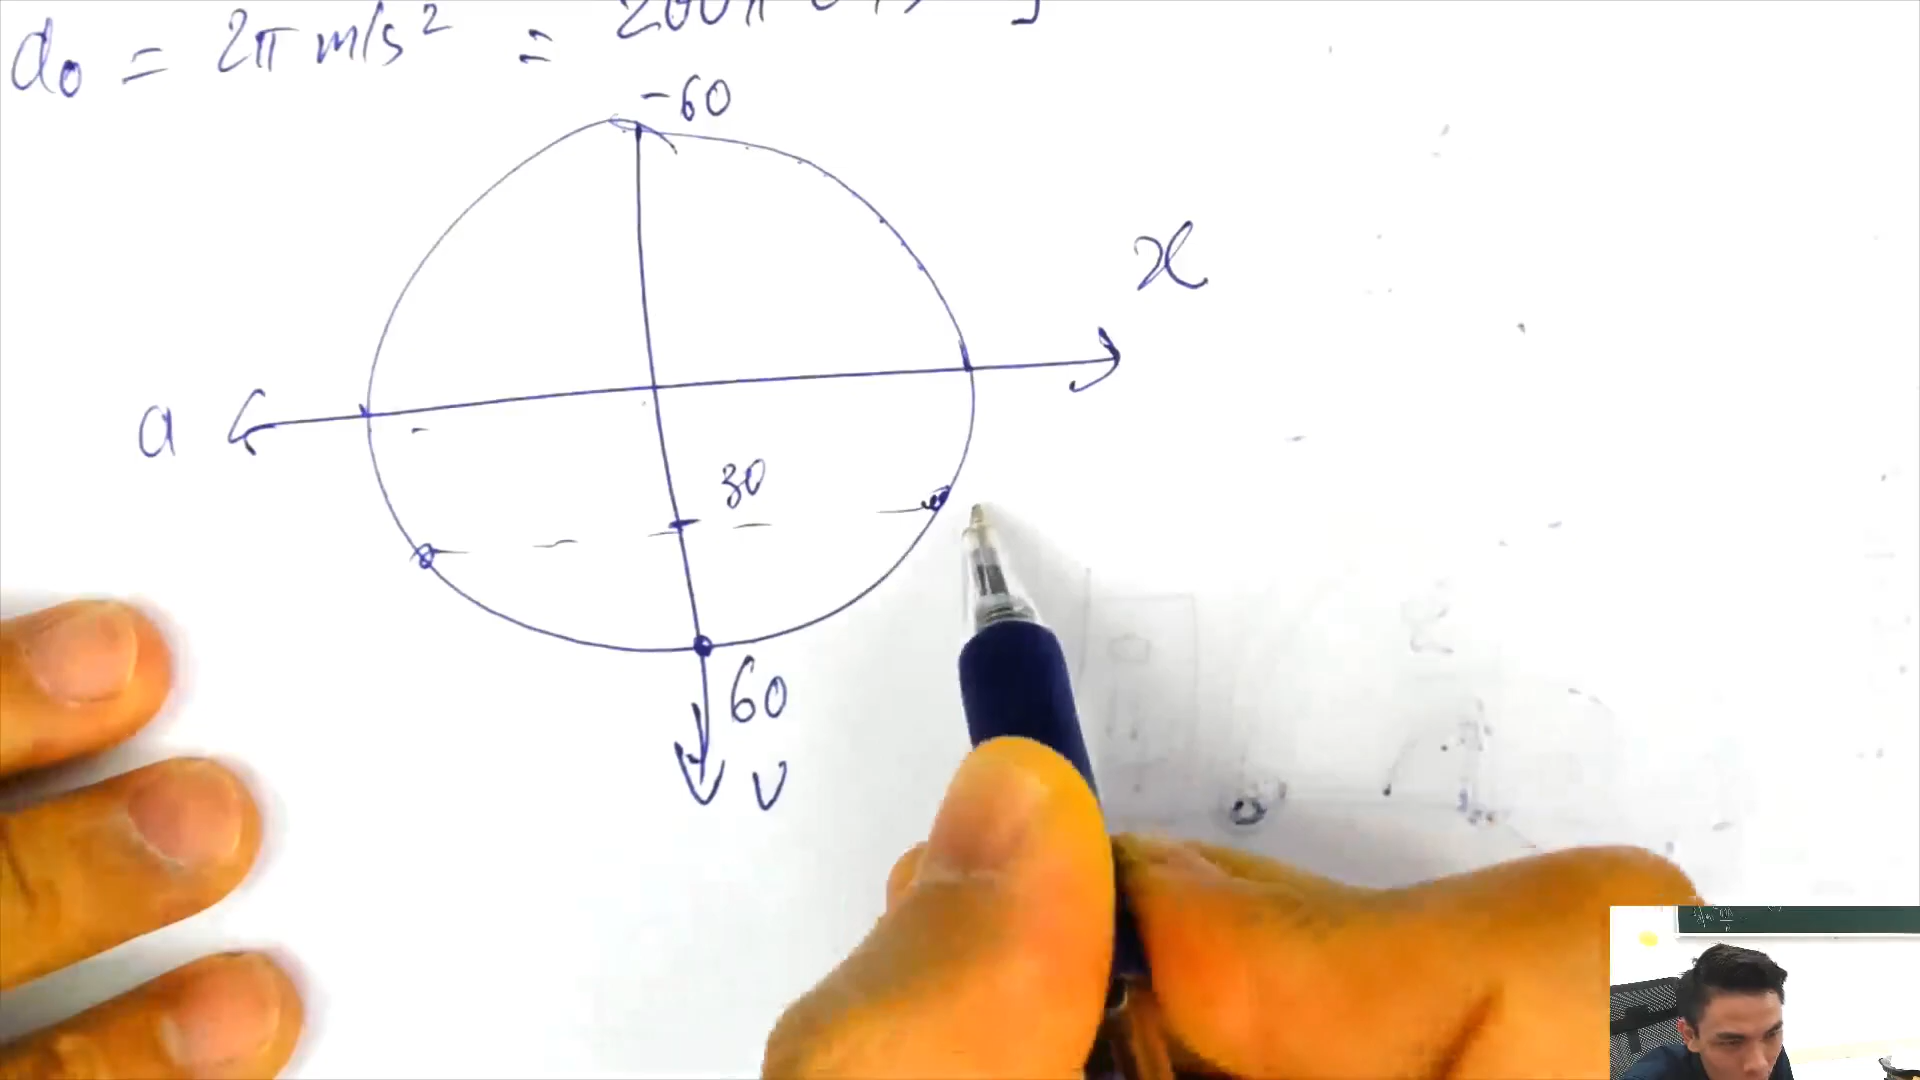 a₀ = 2π m/s² =
-60
x
a
30
60
v